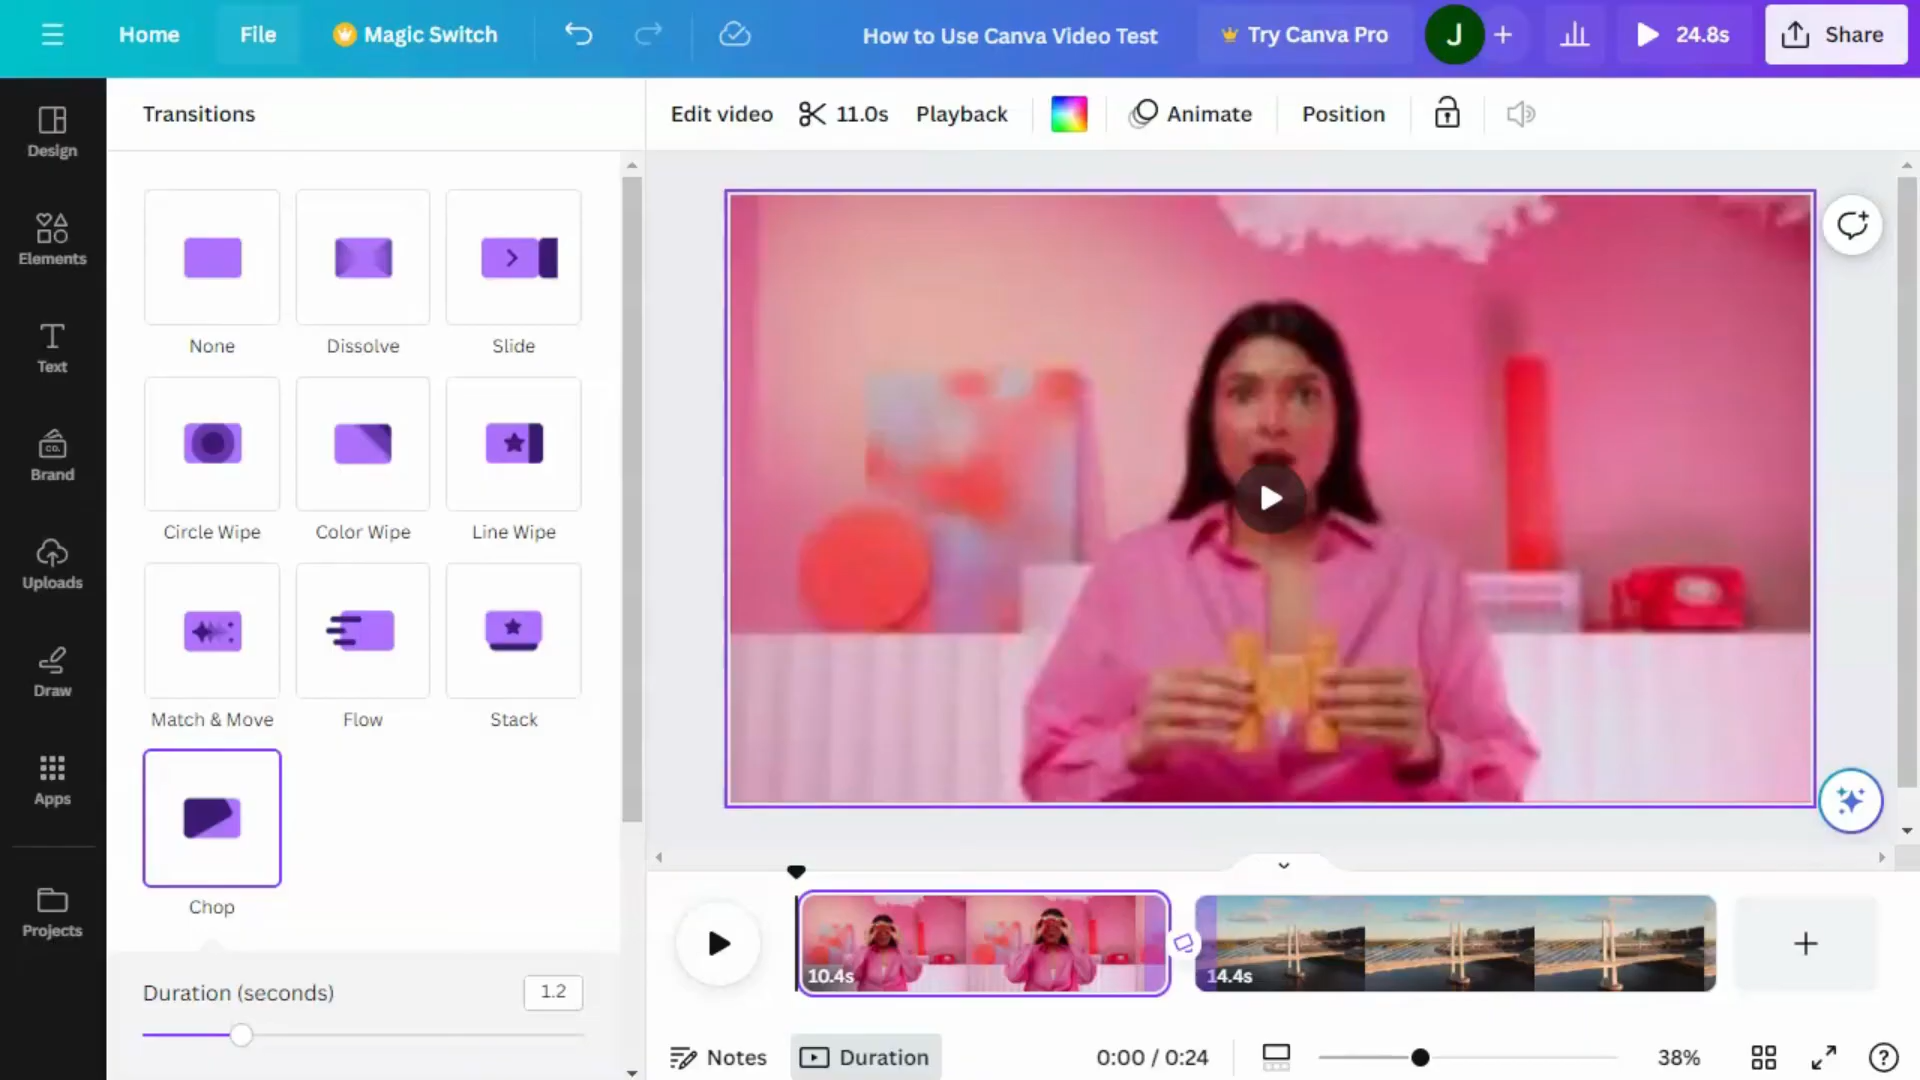 Home
File
Magic Switch
How to Use Canva Video Test
Try Canva Pro
J
24.8s
Share
Design
Elements
Text
CO.
Brand
Uploads
Draw
Apps
Projects
Transitions
None
Dissolve
Slide
Circle Wipe
Color Wipe
Line Wipe
Match & Move
Flow
Stack
Chop
Duration (seconds)
1.2
Edit video
11.0s
Playback
Animate
Position
10.4s
14.4s
Notes
Duration
0:00 / 0:24
38%